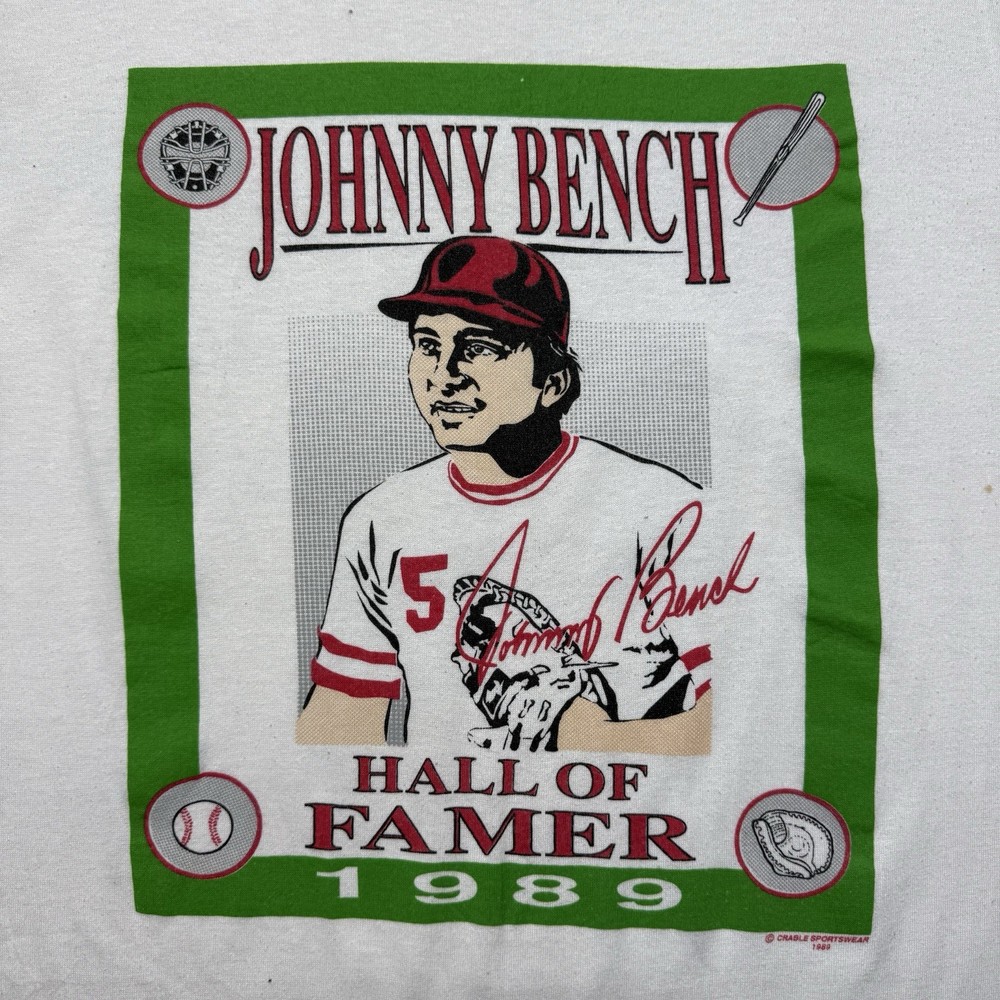 JOHNNY BENCH
5
Johnny Bench
HALL OF
FAMER
1989
© CRABLE SPORTSWEAR
1989